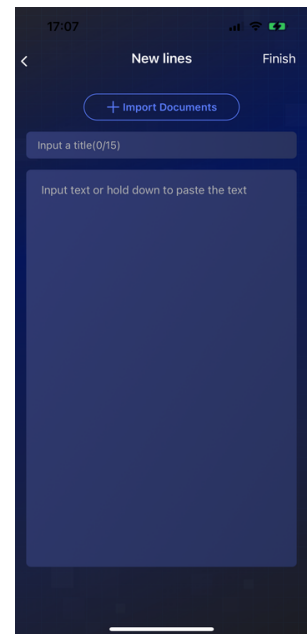 17:07
New lines
Finish
+ Import Documents
Input a title(0/15)
Input text or hold down to paste the text